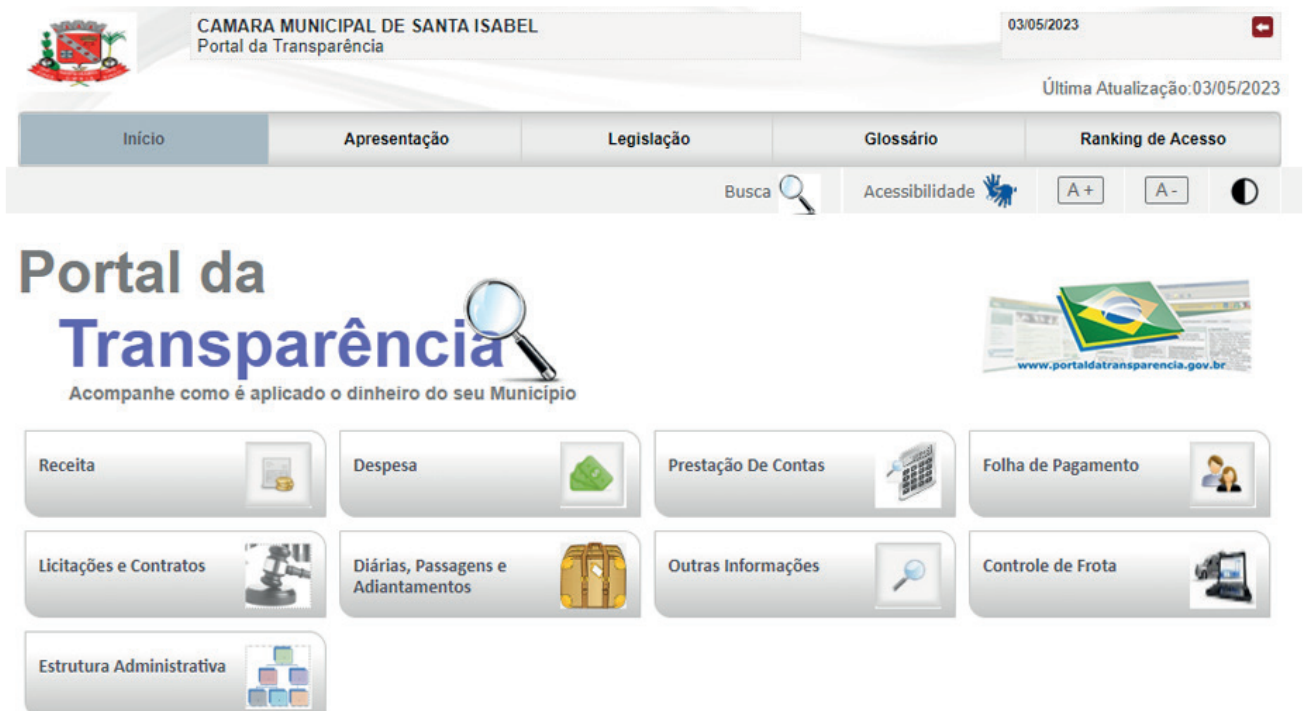 CAMARA MUNICIPAL DE SANTA ISABEL
Portal da Transparência
03/05/2023
Última Atualização:03/05/2023
Início
Apresentação
Legislação
Glossário
Ranking de Acesso
Busca
Acessibilidade
A +
A -
Portal da
Transparência
Acompanhe como é aplicado o dinheiro do seu Município
www.portaldatransparencia.gov.br
Receita
Despesa
Prestação De Contas
Folha de Pagamento
Licitações e Contratos
Diárias, Passagens e
Adiantamentos
Outras Informações
Controle de Frota
Estrutura Administrativa